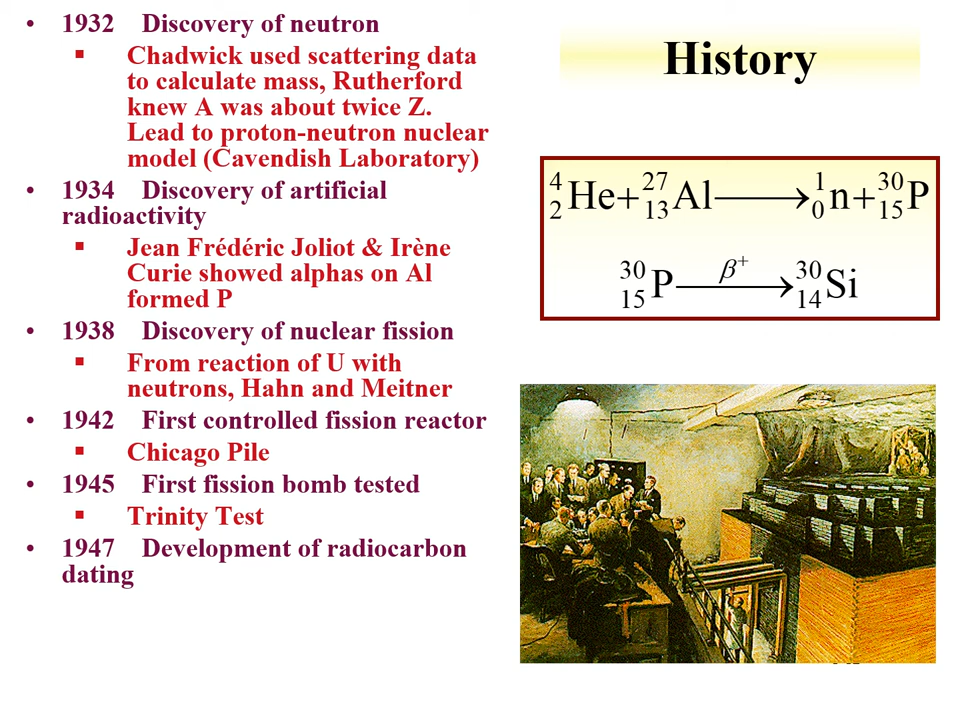 • 1932 Discovery of neutron
▪ Chadwick used scattering data
to calculate mass, Rutherford
knew A was about twice Z.
Lead to proton-neutron nuclear
model (Cavendish Laboratory)
• 1934 Discovery of artificial
radioactivity
▪ Jean Frédéric Joliot & Irène
Curie showed alphas on Al
formed P
• 1938 Discovery of nuclear fission
▪ From reaction of U with
neutrons, Hahn and Meitner
• 1942 First controlled fission reactor
▪ Chicago Pile
• 1945 First fission bomb tested
▪ Trinity Test
• 1947 Development of radiocarbon
dating
History
⁴₂He+²⁷₁₃Al⟶¹₀n+³⁰₁₅P
³⁰₁₅P β⁺⟶ ³⁰₁₄Si